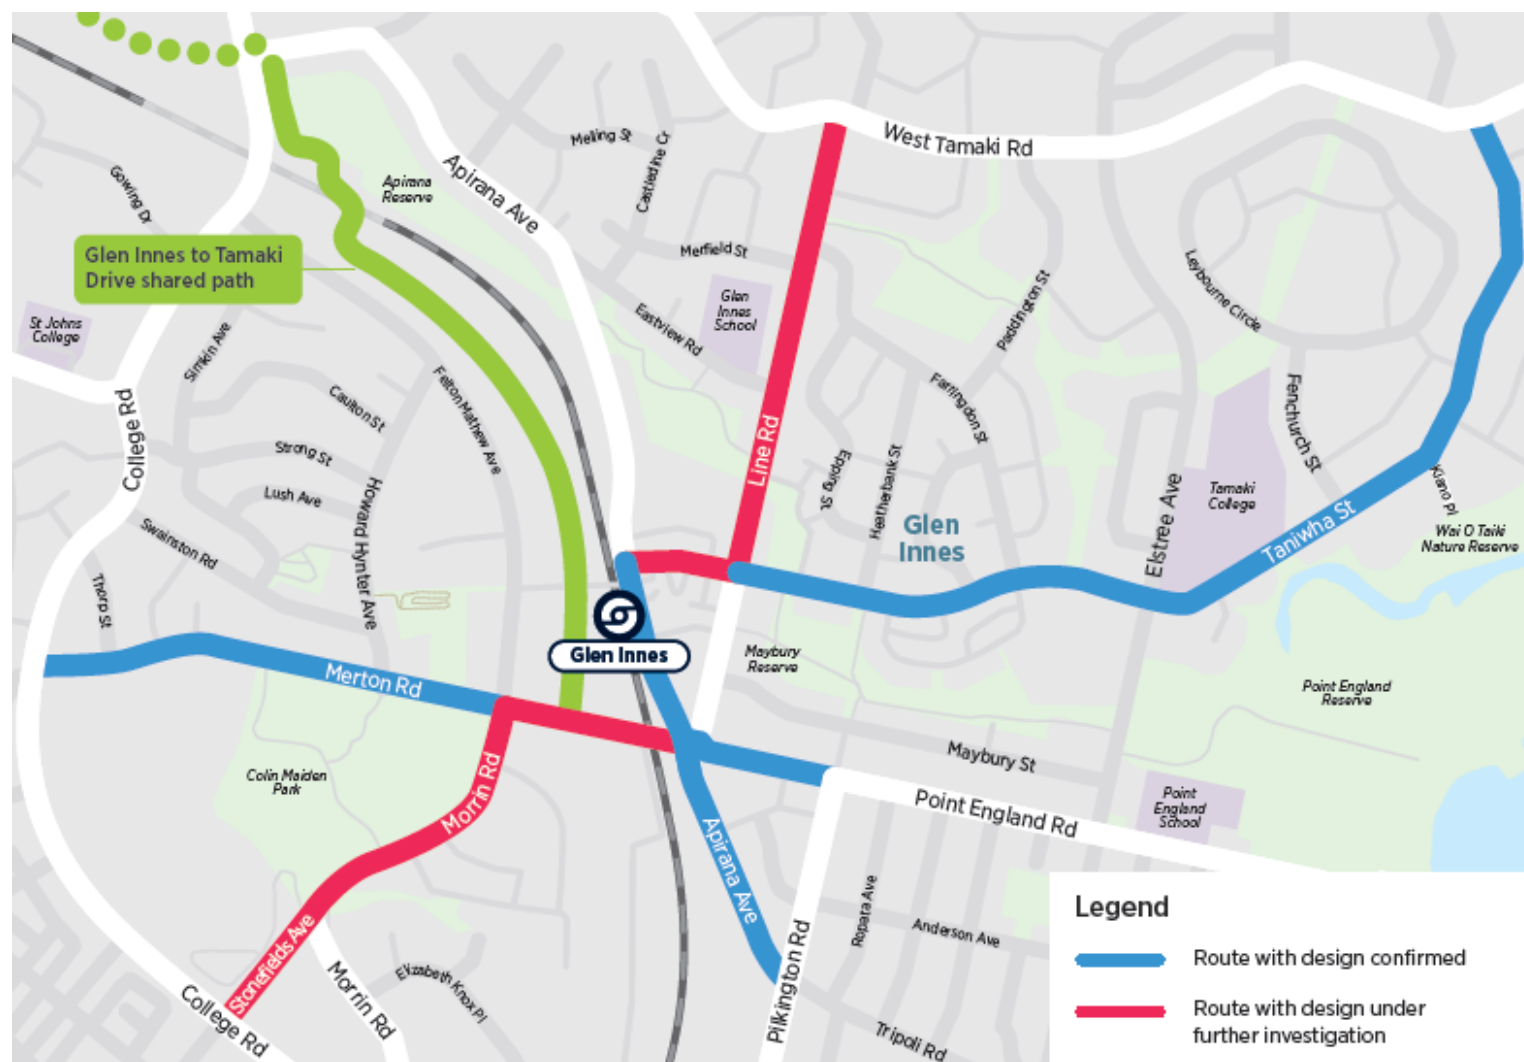 West Tamaki Rd
Melling St
Castledine Cr
Apirana Ave
Apirana
Reserve
Gowing Dr
Merfield St
Glen Innes to Tamaki
Drive shared path
Leybourne Circle
Paddington St
Glen
Innes
School
Eastview Rd
St Johns
College
Simkin Ave
Felton Mathew Ave
Caulton St
Farringdon St
Fenchurch St
College Rd
Line Rd
Strong St
Epping St
Heatherbank St
Lush Ave
Howard Hynter Ave
Elstree Ave
Tamaki
College
Kiano Pl
Taniwha St
Wai O Taiki
Nature Reserve
Glen
Innes
Swainston Rd
Thorp St
Glen Innes
Maybury
Reserve
Merton Rd
Point England
Reserve
Maybury St
Colin Maiden
Park
Morrin Rd
Point England Rd
Point
England
School
Apirana Ave
Ropata Ave
Anderson Ave
Stonefields Ave
Pilkington Rd
Elizabeth Knox Pl
Morrin Rd
College Rd
Tripoli Rd
Legend
Route with design confirmed
Route with design under
further investigation